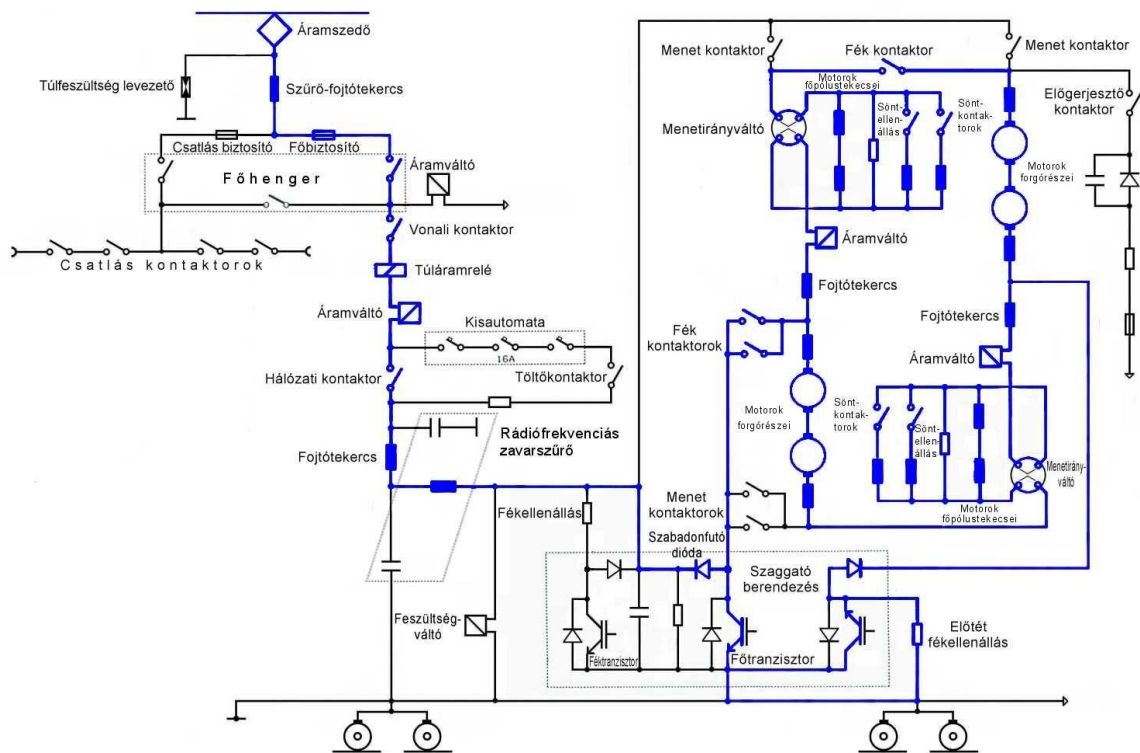 Áramszedő
Túlfeszültség levezető
Szűrő-fojtótekercs
Csatlás biztosító
Főbiztosító
Főhenger
Áramváltó
Vonali kontaktor
Csatlás kontaktorok
Túláramrelé
Áramváltó
Kisautomata
16A
Hálózati kontaktor
Töltőkontaktor
Rádiófrekvenciás
zavarszűrő
Fojtótekercs
Fékellenállás
Feszültség-
váltó
Féktranzisztor
Szabadonfutó
dióda
Főtranzisztor
Szaggató
berendezés
Előtét
fékellenállás
Menet kontaktor
Fék kontaktor
Menet kontaktor
Előgerjesztő
kontaktor
Menetirányváltó
Motorok
főpólustekecsei
Sönt-
ellen-
állás
Sönt-
kontak-
torok
Motorok
forgórészei
Áramváltó
Fojtótekercs
Fék
kontaktorok
Motorok
forgórészei
Menet
kontaktorok
Fojtótekercs
Áramváltó
Sönt-
kontak-
torok
Sönt-
ellen-
állás
Motorok
főpólustekecsei
Menetirány-
váltó